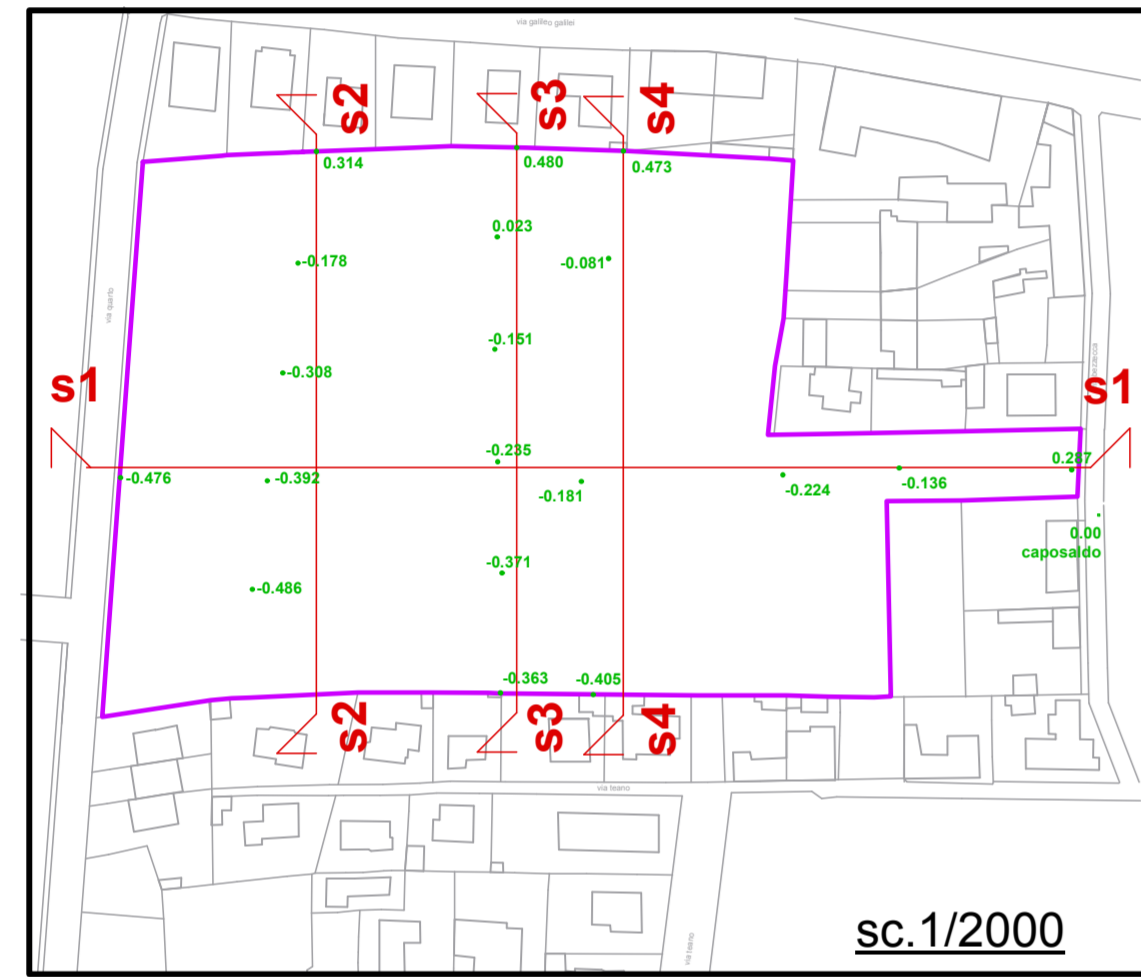 via galileo galilei
s2
s3
s4
0.314
0.480
0.473
0.023
-0.178
-0.081
via quarto
-0.151
-0.308
s1
s1
-0.235
0.287
-0.476
-0.392
-0.181
-0.224
-0.136
0.00
caposaldo
-0.371
-0.486
-0.363
-0.405
s2
s3
s4
via teano
sc.1/2000
via teano